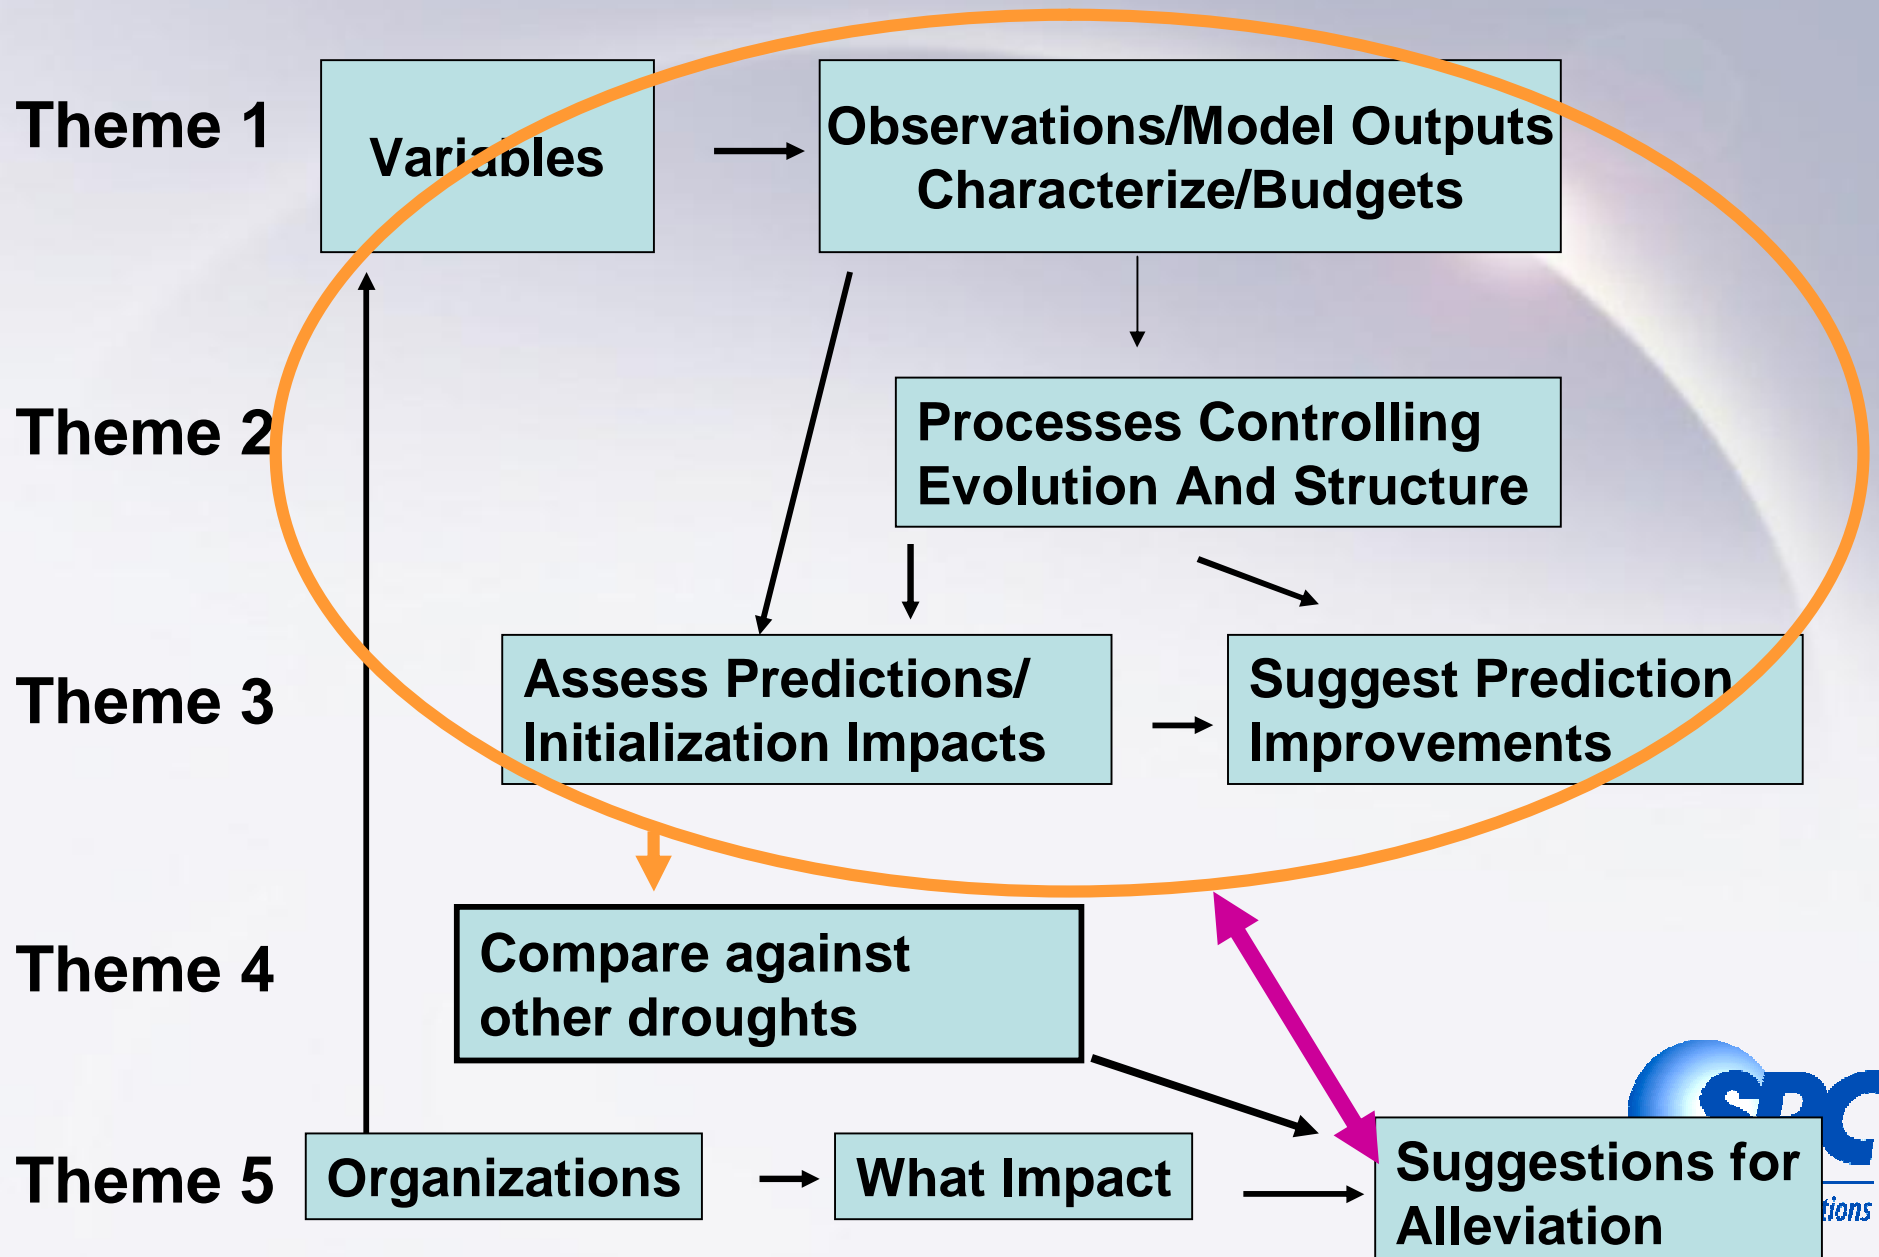 Theme 1
Variables
Observations/Model Outputs
Characterize/Budgets
Theme 2
Processes Controlling
Evolution And Structure
Theme 3
Assess Predictions/
Initialization Impacts
Suggest Prediction
Improvements
Theme 4
Compare against
other droughts
Theme 5
Organizations
What Impact
Suggestions for
Alleviation